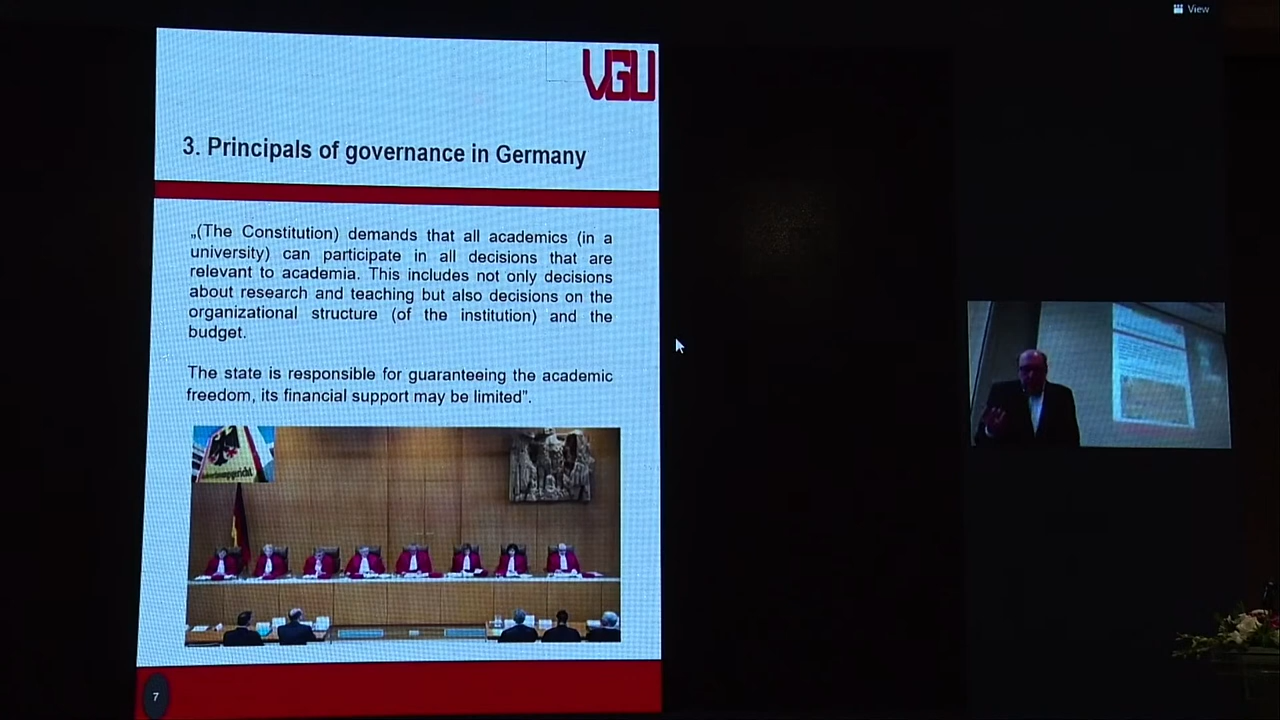 View
VGU
3. Principals of governance in Germany
„(The Constitution) demands that all academics (in a
university) can participate in all decisions that are
relevant to academia. This includes not only decisions
about research and teaching but also decisions on the
organizational structure (of the institution) and the
budget.
The state is responsible for guaranteeing the academic
freedom, its financial support may be limited”.
7